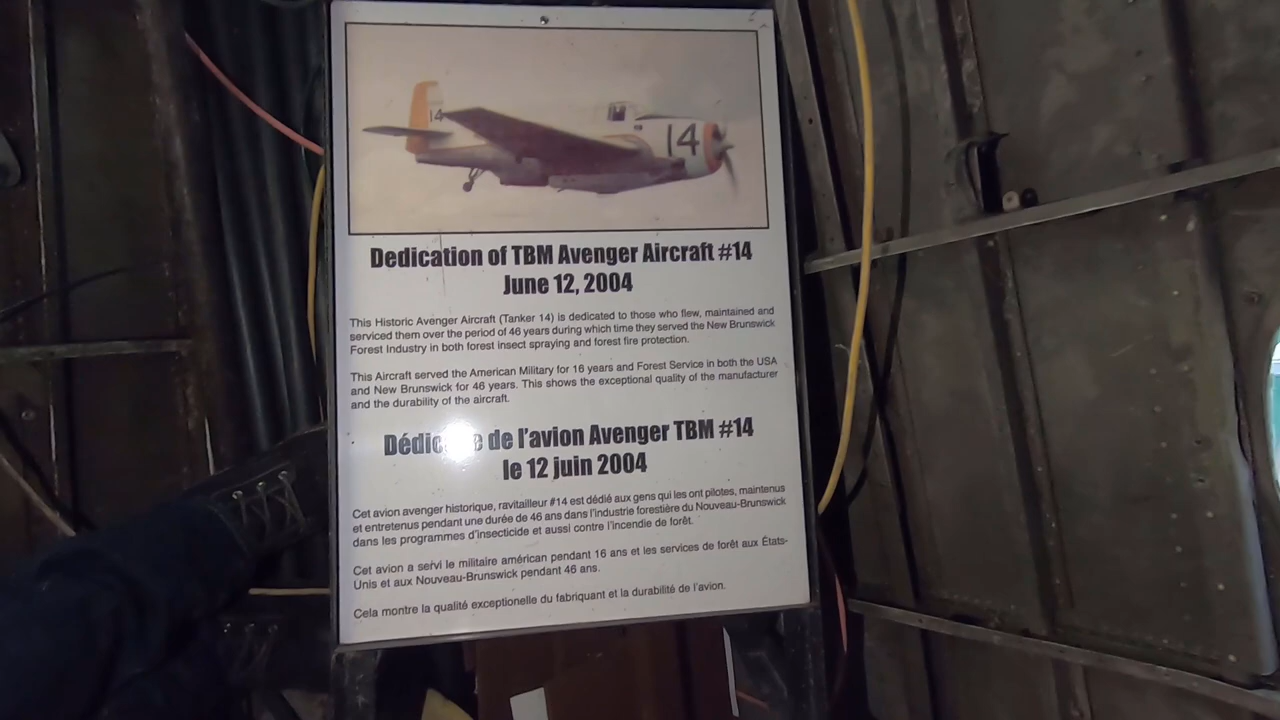 14
14
Dedication of TBM Avenger Aircraft #14
June 12, 2004
This Historic Avenger Aircraft (Tanker 14) is dedicated to those who flew, maintained and
serviced them over the period of 46 years during which time they served the New Brunswick
Forest Industry in both forest insect spraying and forest fire protection.
This Aircraft served the American Military for 16 years and Forest Service in both the USA
and New Brunswick for 46 years. This shows the exceptional quality of the manufacturer
and the durability of the aircraft.
de l'avion Avenger TBM #14
le 12 juin 2004
Cet avion avenger historique, ravitailleur #14 est dédié aux gens qui les ont pilotes, maintenus
et entretenus pendant une durée de 46 ans dans l'industrie forestière du Nouveau-Brunswick
dans les programmes d'insecticide et aussi contre l'incendie de forêt.
Cet avion a servi le militaire américan pendant 16 ans et les services de forêt aux États-
Unis et aux Nouveau-Brunswick pendant 46 ans.
Cela montre la qualité exceptionelle du fabriquant et la durabilité de l'avion.